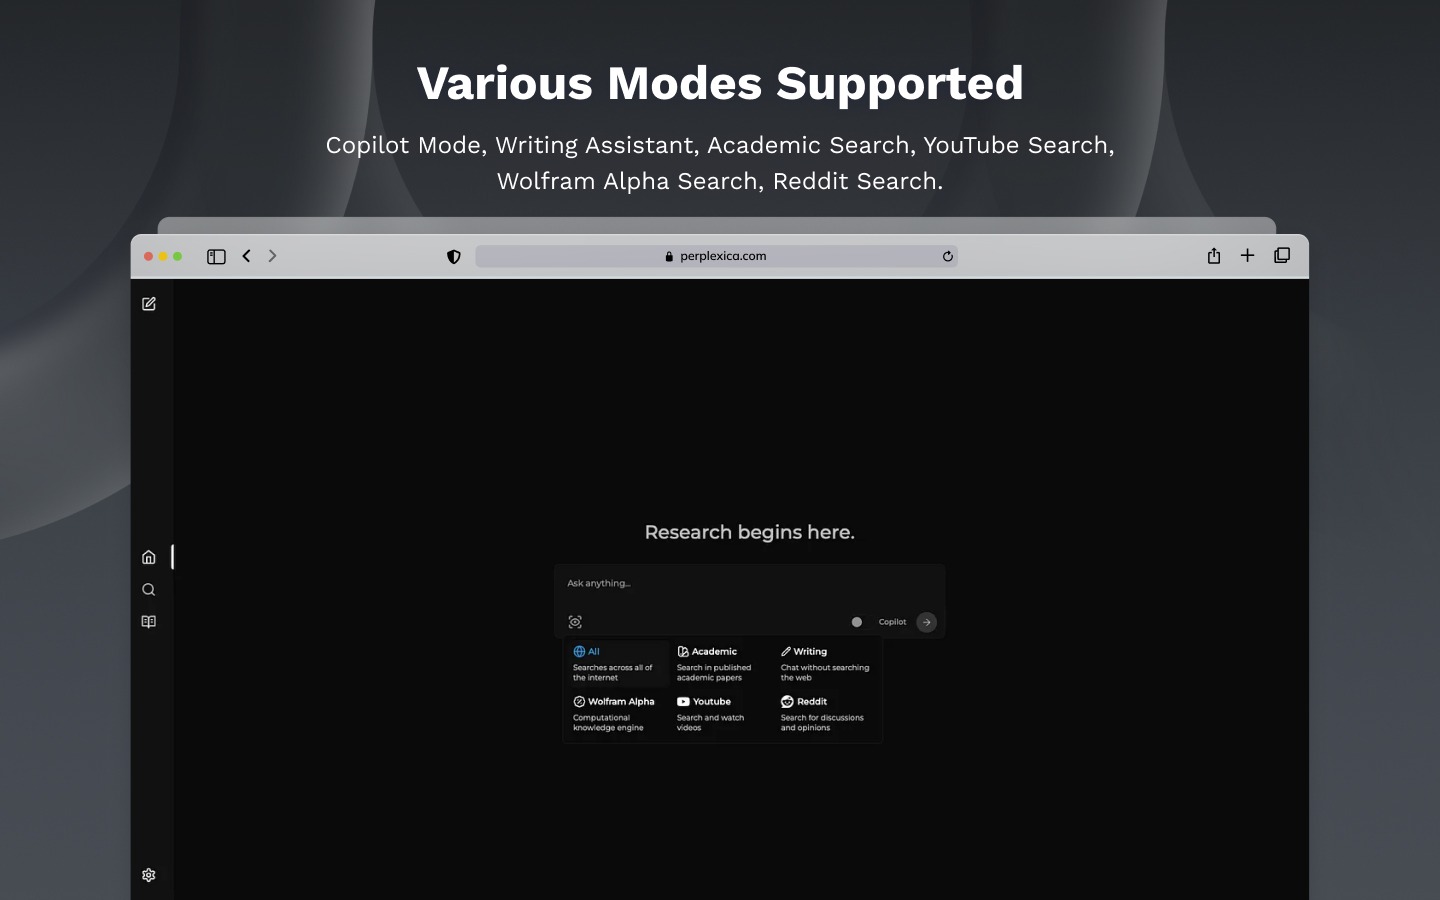 Various Modes Supported
Copilot Mode, Writing Assistant, Academic Search, YouTube Search,
Wolfram Alpha Search, Reddit Search.
perplexica.com
Research begins here.
Ask anything...
Copilot
All
Searches across all of
the internet
Academic
Search in published
academic papers
Writing
Chat without searching
the web
Wolfram Alpha
Computational
knowledge engine
Youtube
Search and watch
videos
Reddit
Search for discussions
and opinions